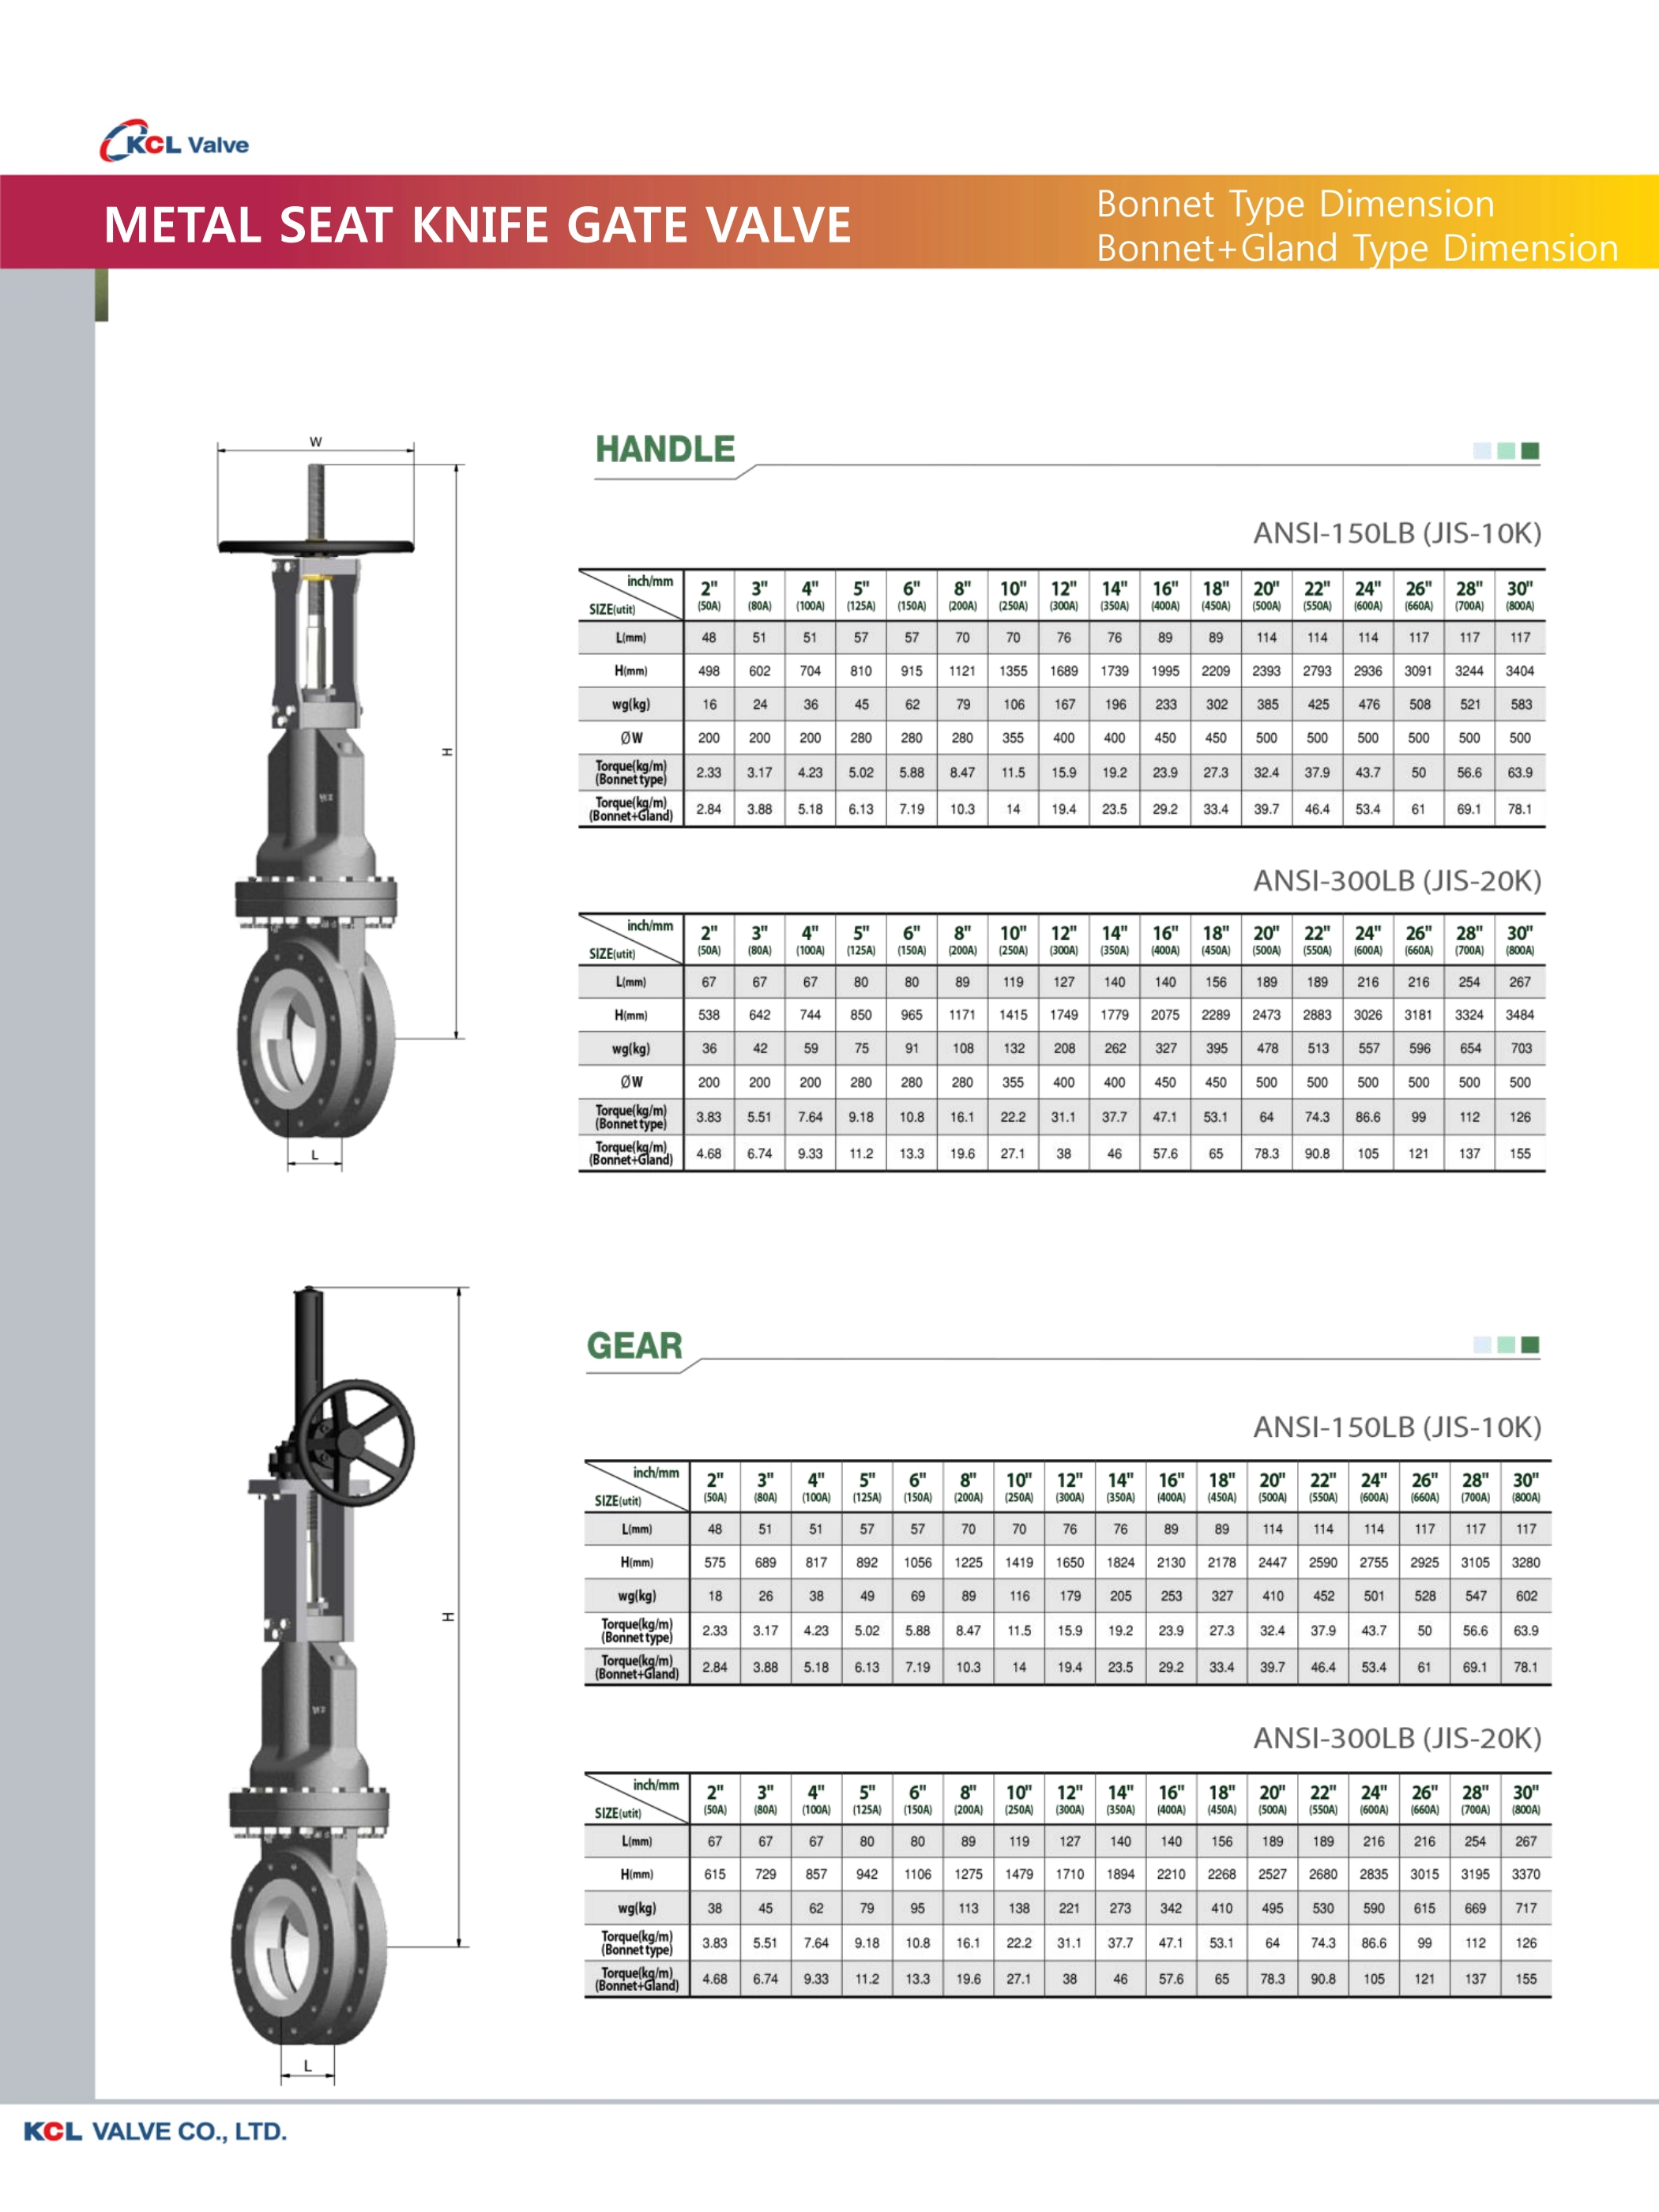 KCL Valve
METAL SEAT KNIFE GATE VALVE
Bonnet Type Dimension
Bonnet+Gland Type Dimension
W
H
L
HANDLE
ANSI-150LB (JIS-10K)
inch/mm SIZE(utit) 2" (50A) 3" (80A) 4" (100A) 5" (125A) 6" (150A) 8" (200A) 10" (250A) 12" (300A) 14" (350A) 16" (400A) 18" (450A) 20" (500A) 22" (550A) 24" (600A) 26" (660A) 28" (700A) 30" (800A)
L(mm) 48 51 51 57 57 70 70 76 76 89 89 114 114 114 117 117 117
H(mm) 498 602 704 810 915 1121 1355 1689 1739 1995 2209 2393 2793 2936 3091 3244 3404
wg(kg) 16 24 36 45 62 79 106 167 196 233 302 385 425 476 508 521 583
ØW 200 200 200 280 280 280 355 400 400 450 450 500 500 500 500 500 500
Torque(kg/m) (Bonnet type) 2.33 3.17 4.23 5.02 5.88 8.47 11.5 15.9 19.2 23.9 27.3 32.4 37.9 43.7 50 56.6 63.9
Torque(kg/m) (Bonnet+Gland) 2.84 3.88 5.18 6.13 7.19 10.3 14 19.4 23.5 29.2 33.4 39.7 46.4 53.4 61 69.1 78.1
ANSI-300LB (JIS-20K)
inch/mm SIZE(utit) 2" (50A) 3" (80A) 4" (100A) 5" (125A) 6" (150A) 8" (200A) 10" (250A) 12" (300A) 14" (350A) 16" (400A) 18" (450A) 20" (500A) 22" (550A) 24" (600A) 26" (660A) 28" (700A) 30" (800A)
L(mm) 67 67 67 80 80 89 119 127 140 140 156 189 189 216 216 254 267
H(mm) 538 642 744 850 965 1171 1415 1749 1779 2075 2289 2473 2883 3026 3181 3324 3484
wg(kg) 36 42 59 75 91 108 132 208 262 327 395 478 513 557 596 654 703
ØW 200 200 200 280 280 280 355 400 400 450 450 500 500 500 500 500 500
Torque(kg/m) (Bonnet type) 3.83 5.51 7.64 9.18 10.8 16.1 22.2 31.1 37.7 47.1 53.1 64 74.3 86.6 99 112 126
Torque(kg/m) (Bonnet+Gland) 4.68 6.74 9.33 11.2 13.3 19.6 27.1 38 46 57.6 65 78.3 90.8 105 121 137 155
H
L
GEAR
ANSI-150LB (JIS-10K)
inch/mm SIZE(utit) 2" (50A) 3" (80A) 4" (100A) 5" (125A) 6" (150A) 8" (200A) 10" (250A) 12" (300A) 14" (350A) 16" (400A) 18" (450A) 20" (500A) 22" (550A) 24" (600A) 26" (660A) 28" (700A) 30" (800A)
L(mm) 48 51 51 57 57 70 70 76 76 89 89 114 114 114 117 117 117
H(mm) 575 689 817 892 1056 1225 1419 1650 1824 2130 2178 2447 2590 2755 2925 3105 3280
wg(kg) 18 26 38 49 69 89 116 179 205 253 327 410 452 501 528 547 602
Torque(kg/m) (Bonnet type) 2.33 3.17 4.23 5.02 5.88 8.47 11.5 15.9 19.2 23.9 27.3 32.4 37.9 43.7 50 56.6 63.9
Torque(kg/m) (Bonnet+Gland) 2.84 3.88 5.18 6.13 7.19 10.3 14 19.4 23.5 29.2 33.4 39.7 46.4 53.4 61 69.1 78.1
ANSI-300LB (JIS-20K)
inch/mm SIZE(utit) 2" (50A) 3" (80A) 4" (100A) 5" (125A) 6" (150A) 8" (200A) 10" (250A) 12" (300A) 14" (350A) 16" (400A) 18" (450A) 20" (500A) 22" (550A) 24" (600A) 26" (660A) 28" (700A) 30" (800A)
L(mm) 67 67 67 80 80 89 119 127 140 140 156 189 189 216 216 254 267
H(mm) 615 729 857 942 1106 1275 1479 1710 1894 2210 2268 2527 2680 2835 3015 3195 3370
wg(kg) 38 45 62 79 95 113 138 221 273 342 410 495 530 590 615 669 717
Torque(kg/m) (Bonnet type) 3.83 5.51 7.64 9.18 10.8 16.1 22.2 31.1 37.7 47.1 53.1 64 74.3 86.6 99 112 126
Torque(kg/m) (Bonnet+Gland) 4.68 6.74 9.33 11.2 13.3 19.6 27.1 38 46 57.6 65 78.3 90.8 105 121 137 155
KCL VALVE CO., LTD.